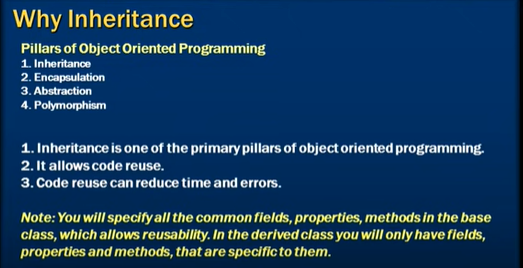 Why Inheritance
Pillars of Object Oriented Programming
1. Inheritance
2. Encapsulation
3. Abstraction
4. Polymorphism
1. Inheritance is one of the primary pillars of object oriented programming.
2. It allows code reuse.
3. Code reuse can reduce time and errors.
Note: You will specify all the common fields, properties, methods in the base
class, which allows reusability. In the derived class you will only have fields,
properties and methods, that are specific to them.